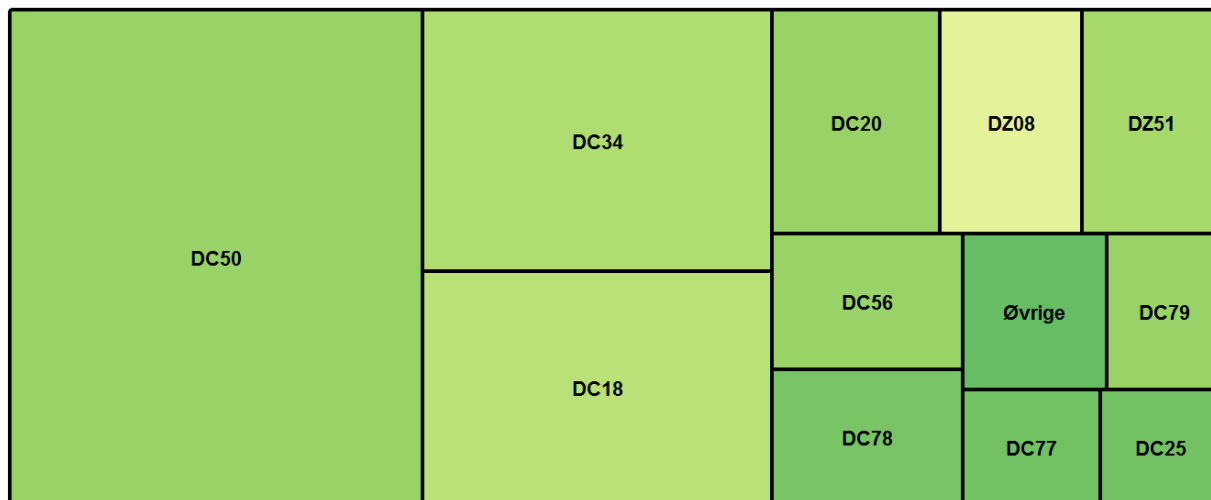 DC50
DC34
DC18
DC20
DZ08
DZ51
DC56
Øvrige
DC79
DC78
DC77
DC25